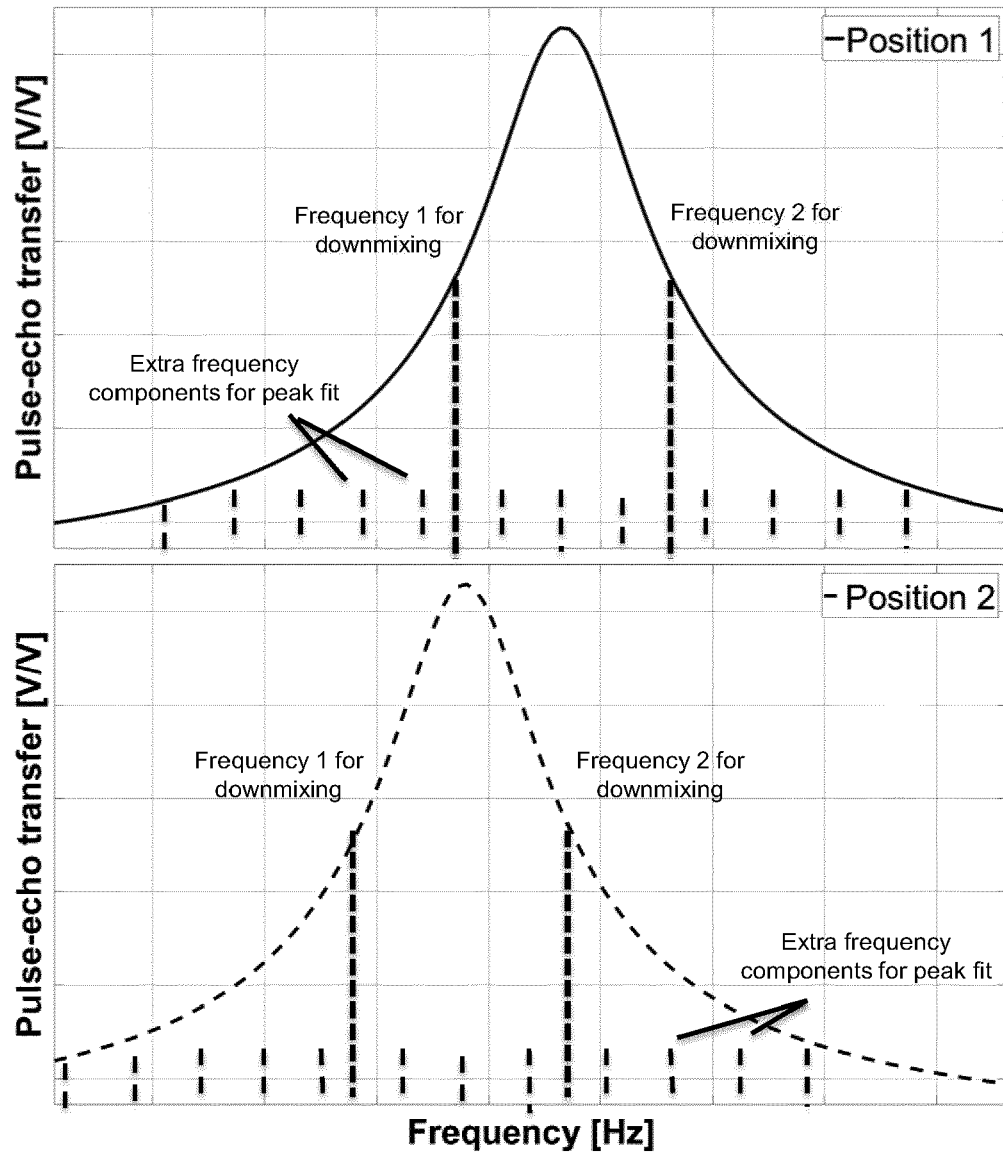 Position 1
Pulse-echo transfer [V/V]
Frequency 1 for
downmixing
Frequency 2 for
downmixing
Extra frequency
components for peak fit
Position 2
Pulse-echo transfer [V/V]
Frequency 1 for
downmixing
Frequency 2 for
downmixing
Extra frequency
components for peak fit
Frequency [Hz]